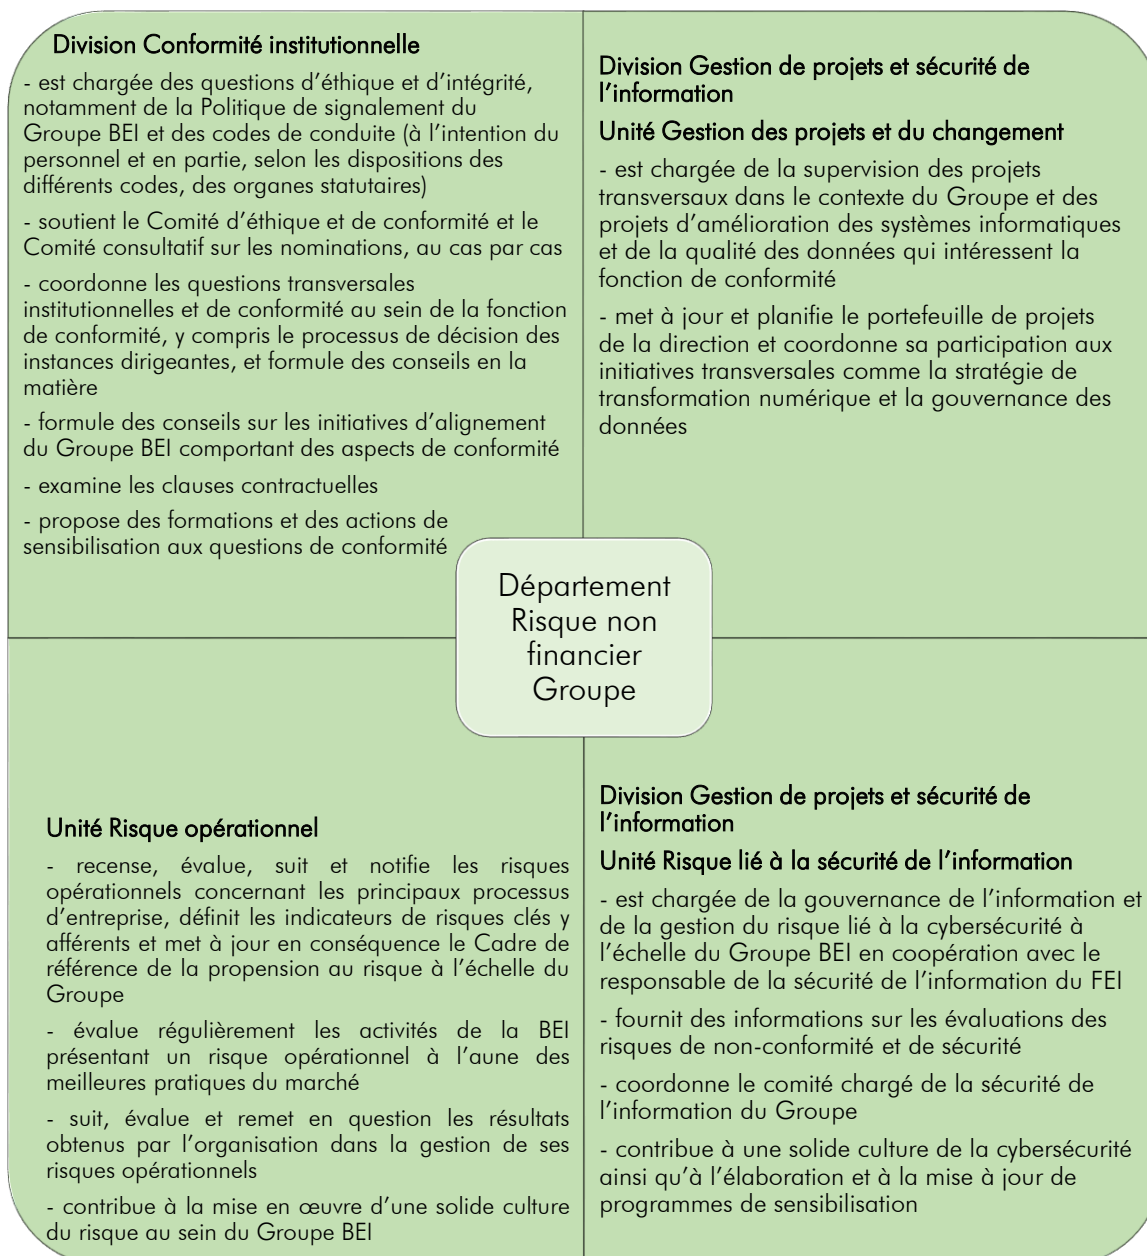 Division Conformité institutionnelle
- est chargée des questions d’éthique et d’intégrité,
notamment de la Politique de signalement du
Groupe BEI et des codes de conduite (à l’intention du
personnel et en partie, selon les dispositions des
différents codes, des organes statutaires)
- soutient le Comité d’éthique et de conformité et le
Comité consultatif sur les nominations, au cas par cas
- coordonne les questions transversales
institutionnelles et de conformité au sein de la fonction
de conformité, y compris le processus de décision des
instances dirigeantes, et formule des conseils en la
matière
- formule des conseils sur les initiatives d’alignement
du Groupe BEI comportant des aspects de conformité
- examine les clauses contractuelles
- propose des formations et des actions de
sensibilisation aux questions de conformité
Division Gestion de projets et sécurité de
l’information
Unité Gestion des projets et du changement
- est chargée de la supervision des projets
transversaux dans le contexte du Groupe et des
projets d’amélioration des systèmes informatiques
et de la qualité des données qui intéressent la
fonction de conformité
- met à jour et planifie le portefeuille de projets
de la direction et coordonne sa participation aux
initiatives transversales comme la stratégie de
transformation numérique et la gouvernance des
données
Département
Risque non
financier
Groupe
Unité Risque opérationnel
- recense, évalue, suit et notifie les risques
opérationnels concernant les principaux processus
d’entreprise, définit les indicateurs de risques clés y
afférents et met à jour en conséquence le Cadre de
référence de la propension au risque à l’échelle du
Groupe
- évalue régulièrement les activités de la BEI
présentant un risque opérationnel à l’aune des
meilleures pratiques du marché
- suit, évalue et remet en question les résultats
obtenus par l’organisation dans la gestion de ses
risques opérationnels
- contribue à la mise en œuvre d’une solide culture
du risque au sein du Groupe BEI
Division Gestion de projets et sécurité de
l’information
Unité Risque lié à la sécurité de l’information
- est chargée de la gouvernance de l’information et
de la gestion du risque lié à la cybersécurité à
l’échelle du Groupe BEI en coopération avec le
responsable de la sécurité de l’information du FEI
- fournit des informations sur les évaluations des
risques de non-conformité et de sécurité
- coordonne le comité chargé de la sécurité de
l’information du Groupe
- contribue à une solide culture de la cybersécurité
ainsi qu’à l’élaboration et à la mise à jour de
programmes de sensibilisation